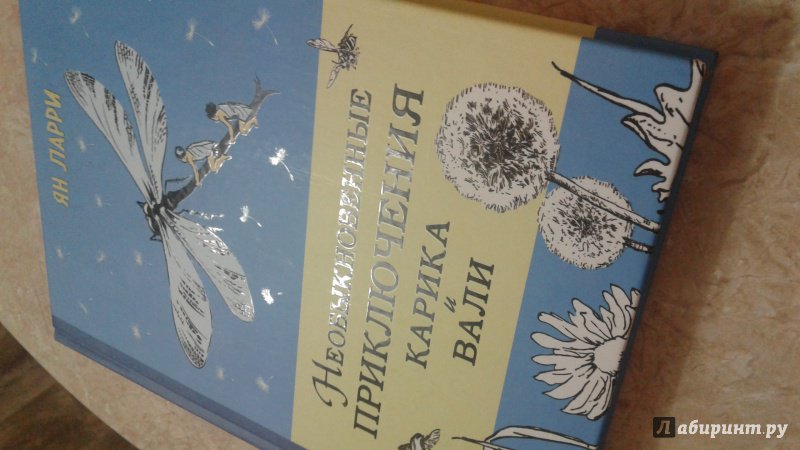 ЯН ЛАРРИ
НЕОБЫКНОВЕННЫЕ
ПРИКЛЮЧЕНИЯ
КАРИКА
И
ВАЛИ
Лабиринт.ру